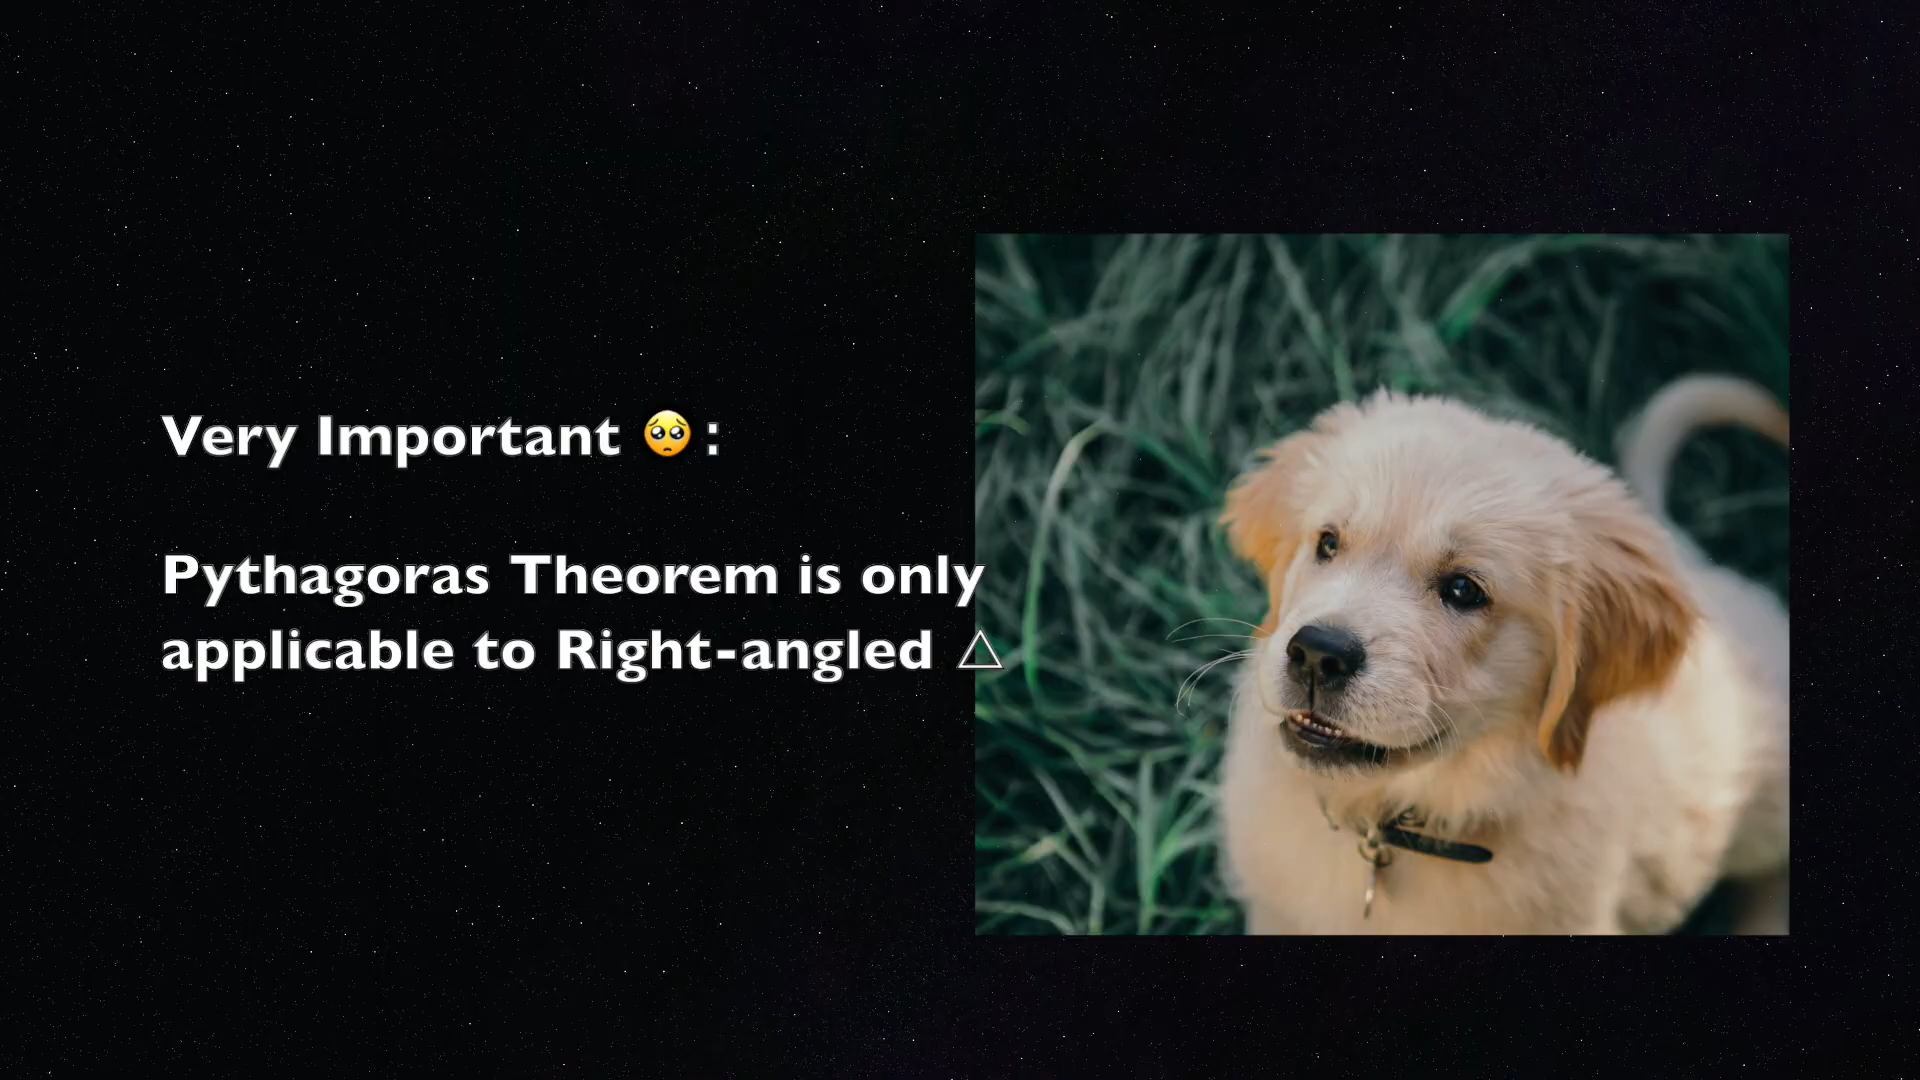 Very Important 🥺 :
Pythagoras Theorem is only
applicable to Right-angled △